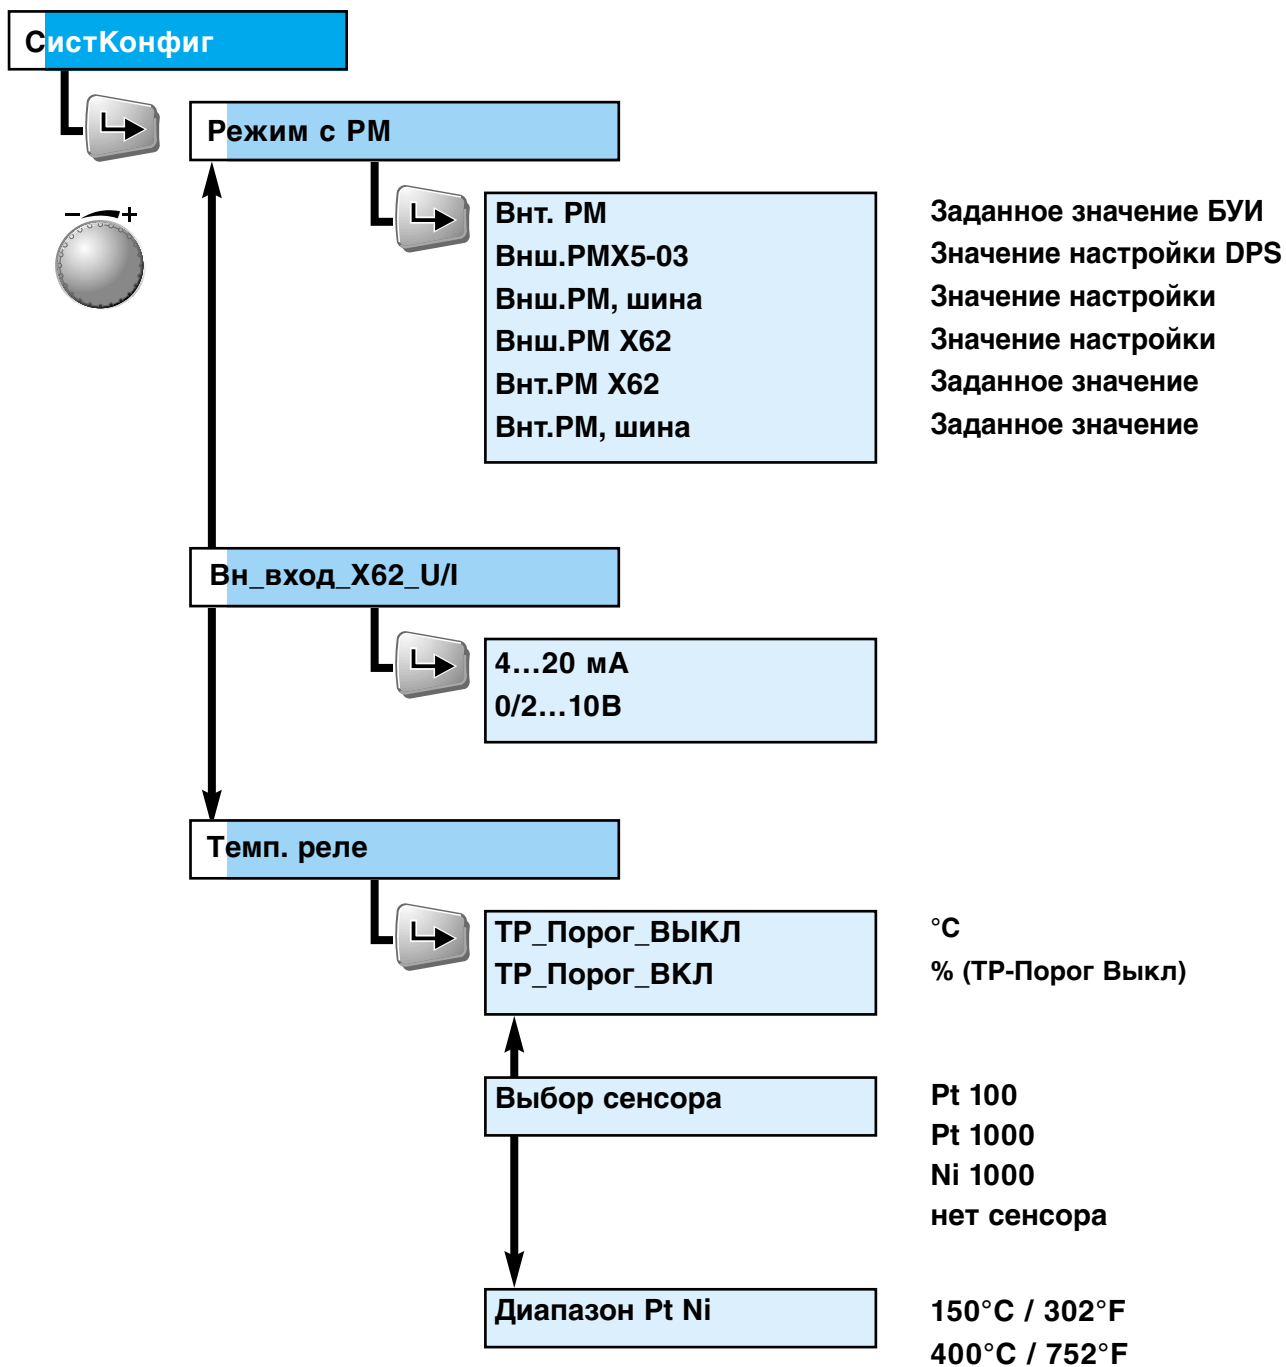 СистКонфиг
Режим с РМ
− +
Внт. РМ Заданное значение БУИ
Внш.РМХ5-03 Значение настройки DPS
Внш.РМ, шина Значение настройки
Внш.РМ Х62 Значение настройки
Внт.РМ Х62 Заданное значение
Внт.РМ, шина Заданное значение
Вн_вход_Х62_U/I
4...20 мА
0/2...10В
Темп. реле
ТР_Порог_ВЫКЛ °C
ТР_Порог_ВКЛ % (ТР-Порог Выкл)
Выбор сенсора Pt 100
Pt 1000
Ni 1000
нет сенсора
Диапазон Pt Ni 150°C / 302°F
400°C / 752°F